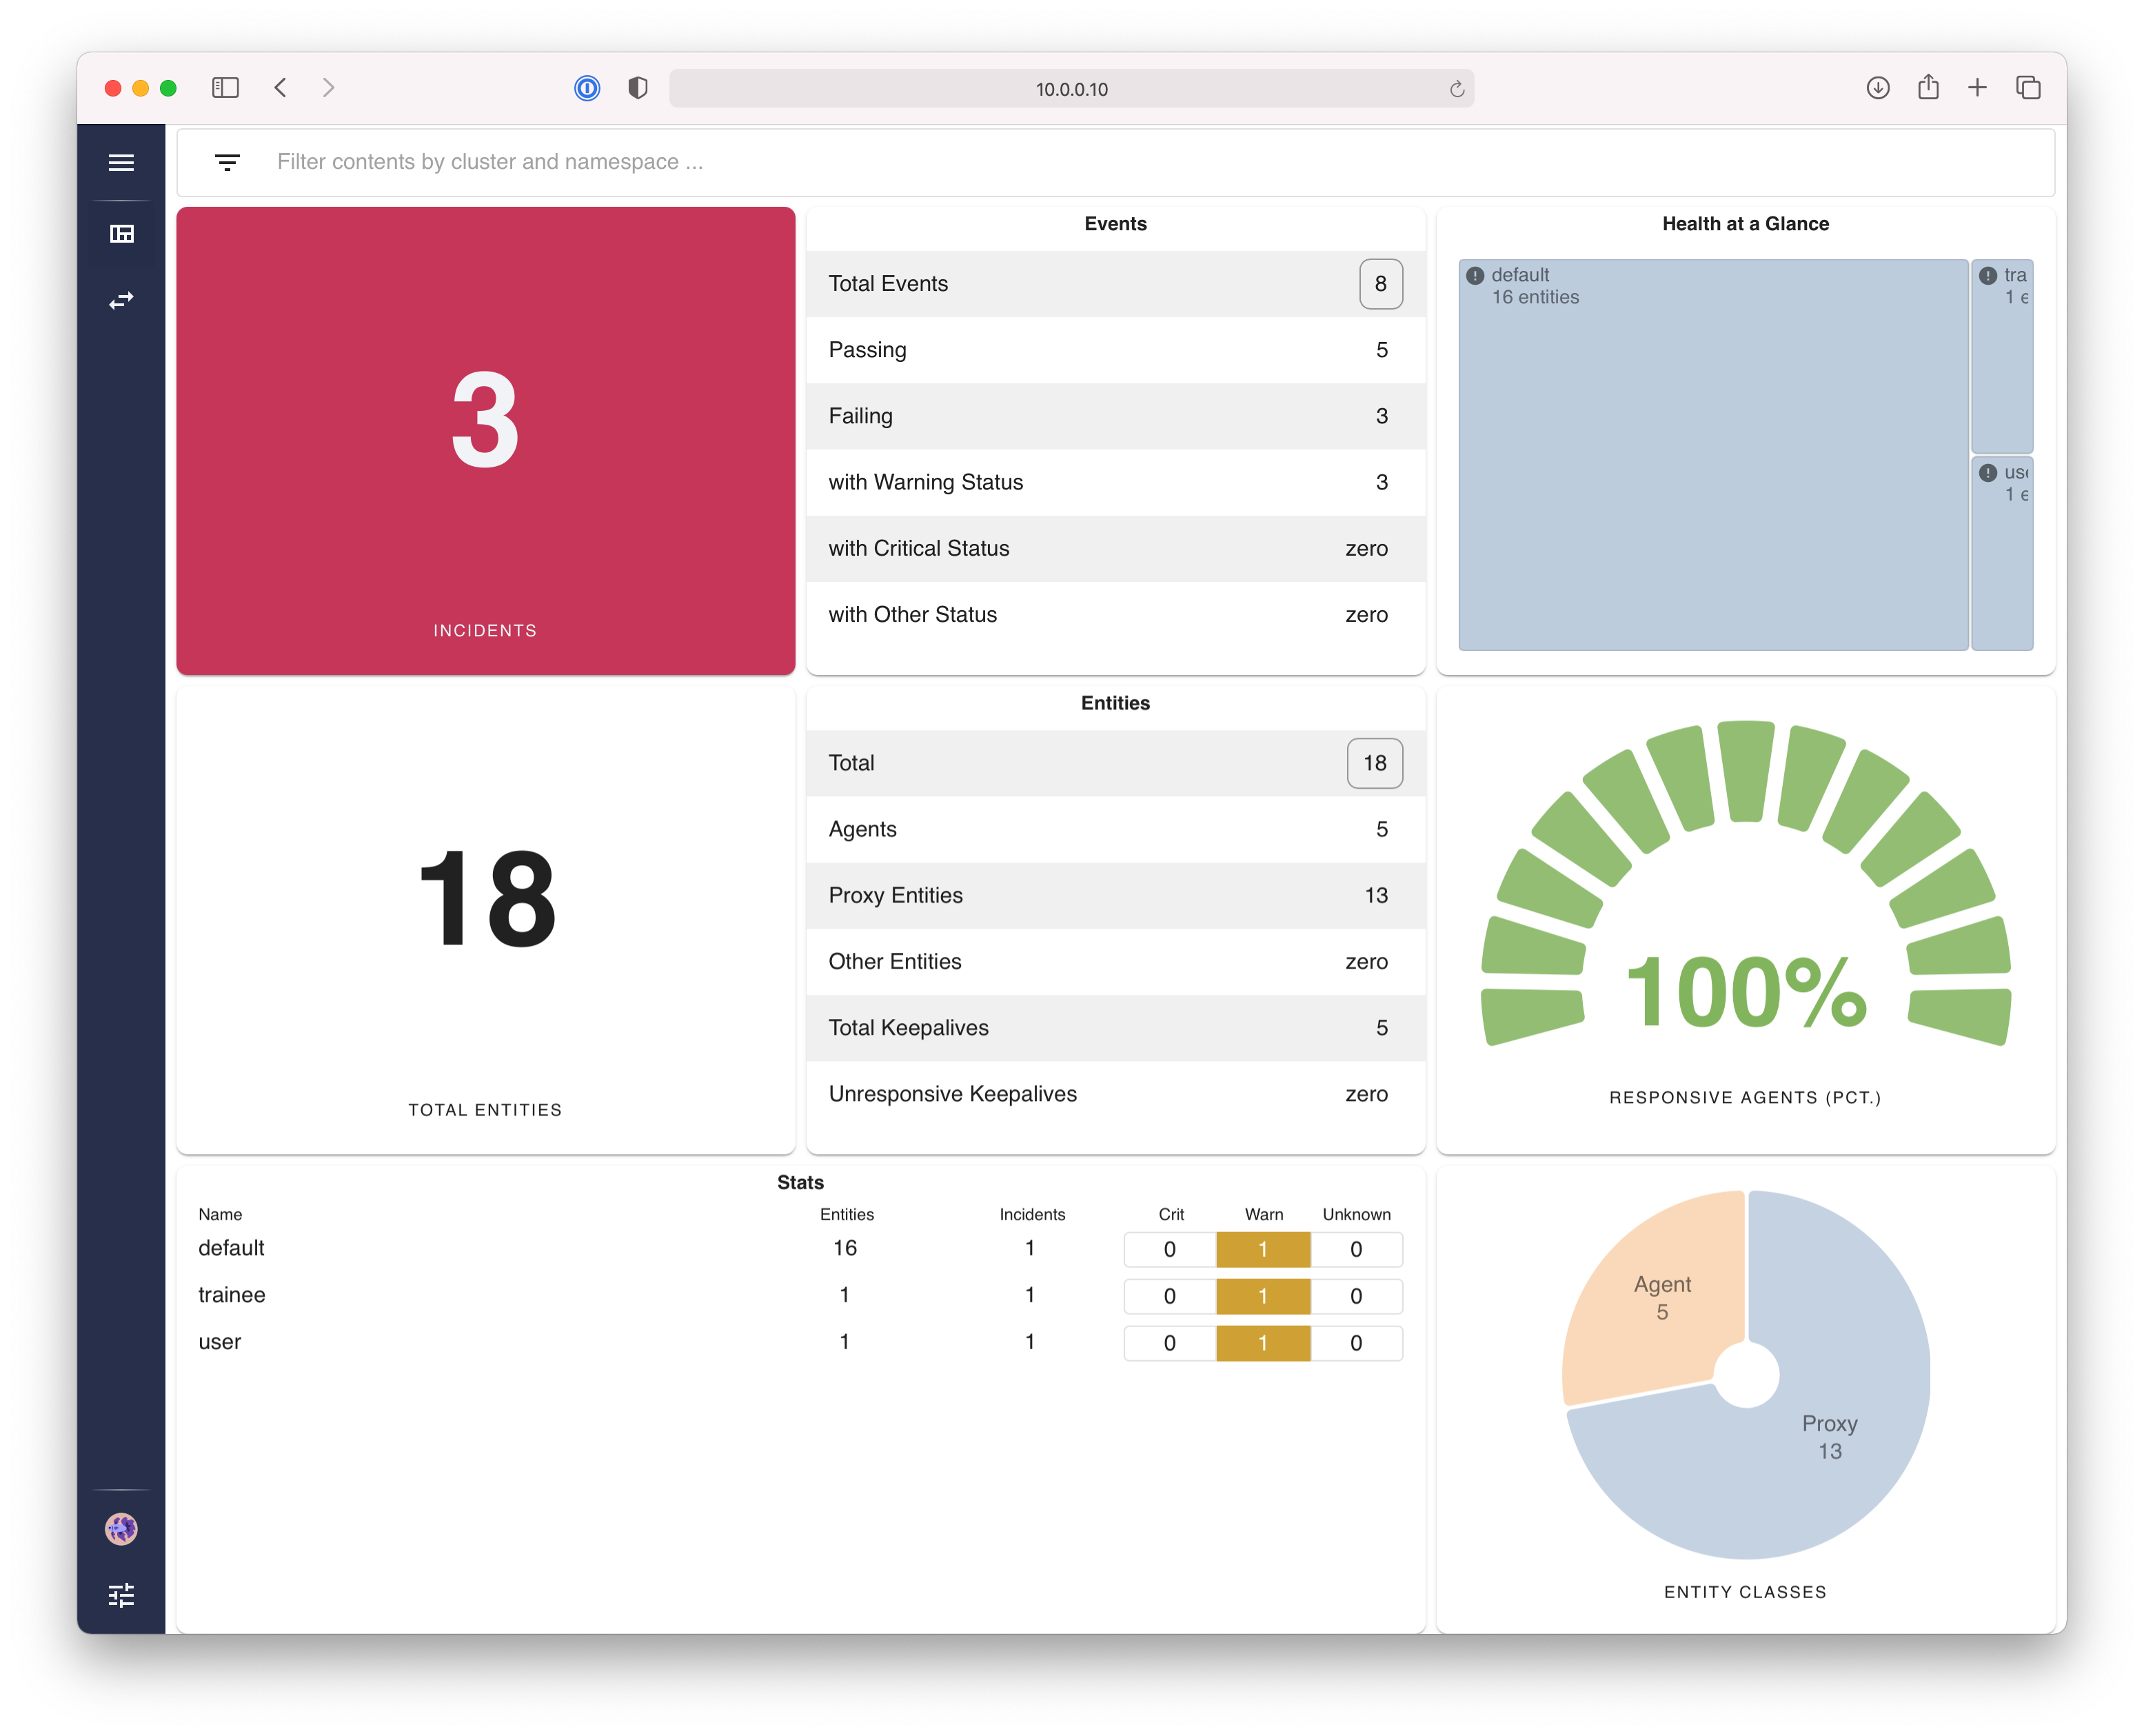 10.0.0.10
Filter contents by cluster and namespace ...
3
INCIDENTS
Events
Total Events 8
Passing 5
Failing 3
with Warning Status 3
with Critical Status zero
with Other Status zero
Health at a Glance
default
16 entities
tra
1 e
use
1 e
18
TOTAL ENTITIES
Entities
Total 18
Agents 5
Proxy Entities 13
Other Entities zero
Total Keepalives 5
Unresponsive Keepalives zero
100%
RESPONSIVE AGENTS (PCT.)
Stats
Name Entities Incidents Crit Warn Unknown
default 16 1 0 1 0
trainee 1 1 0 1 0
user 1 1 0 1 0
Agent
5
Proxy
13
ENTITY CLASSES